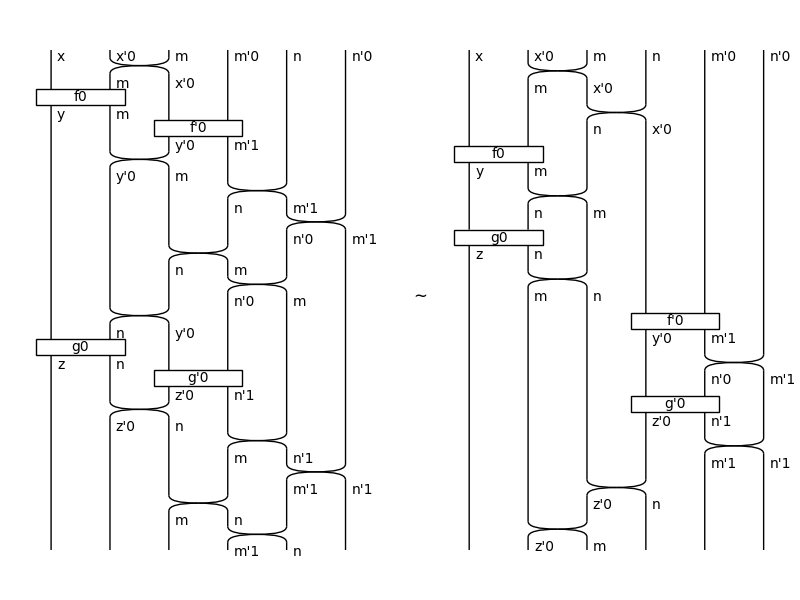 x x'0 m m'0 n n'0 x x'0 m n m'0 n'0
m x'0 m x'0
f0
y m
f'0 n x'0
y'0 m'1
f0
y'0 m y m
n m'1 n m
n'0 m'1 g0
z n
n m
n'0 m ~ m n
f'0
n y'0 y'0 m'1
g0
z n
g'0 n'0 m'1
z'0 n'1 g'0
z'0 n z'0 n'1
m n'1 m'1 n'1
m'1 n'1
z'0 n
m n
m'1 n z'0 m